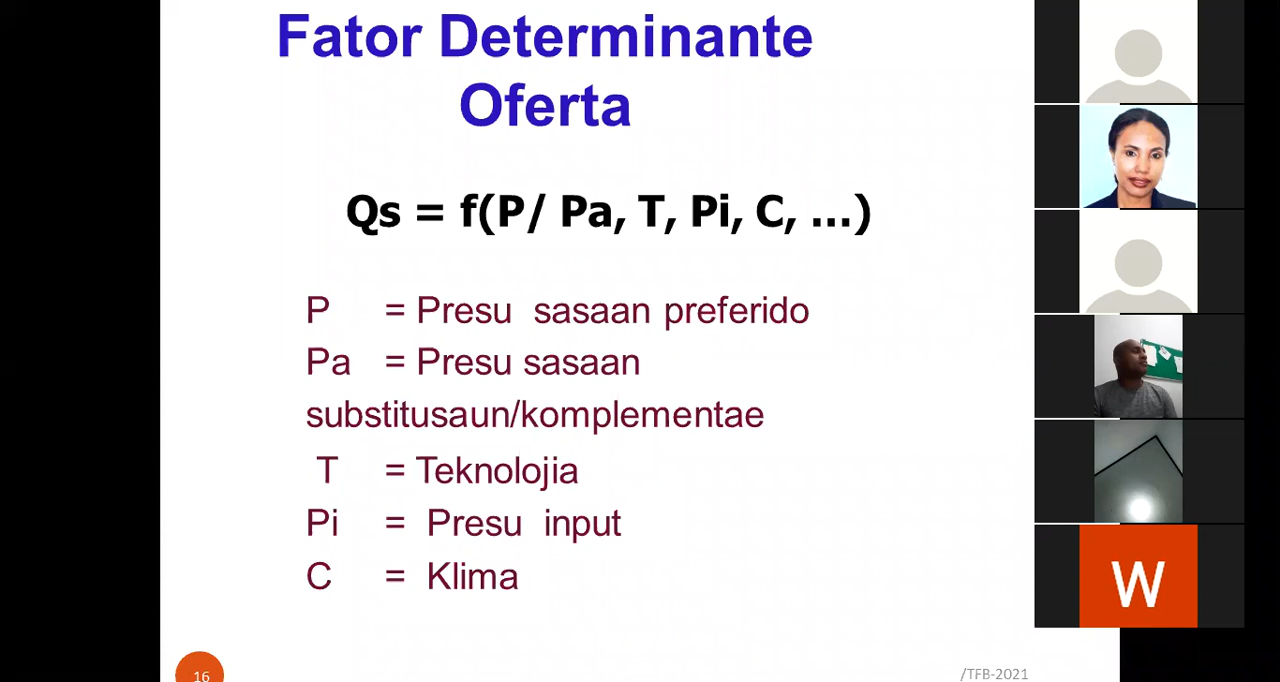 Fator Determinante
Oferta
Qs = f(P/ Pa, T, Pi, C, ...)
P = Presu sasaan preferido
Pa = Presu sasaan
substitusaun/komplementae
T = Teknolojia
Pi = Presu input
C = Klima
16
/TFB-2021
W